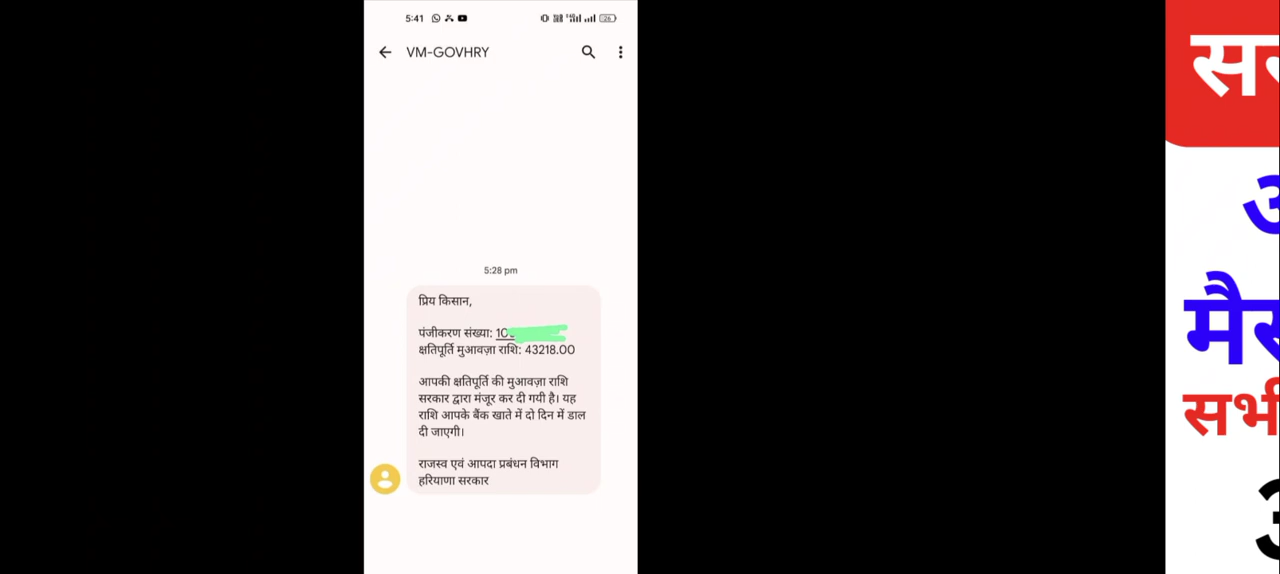 5:41
VM-GOVHRY
5:28 pm
प्रिय किसान,
पंजीकरण संख्या: 10
क्षतिपूर्ति मुआवज़ा राशि: 43218.00
आपकी क्षतिपूर्ति की मुआवज़ा राशि
सरकार द्वारा मंजूर कर दी गयी है। यह
राशि आपके बैंक खाते में दो दिन में डाल
दी जाएगी।
राजस्व एवं आपदा प्रबंधन विभाग
हरियाणा सरकार
सभी